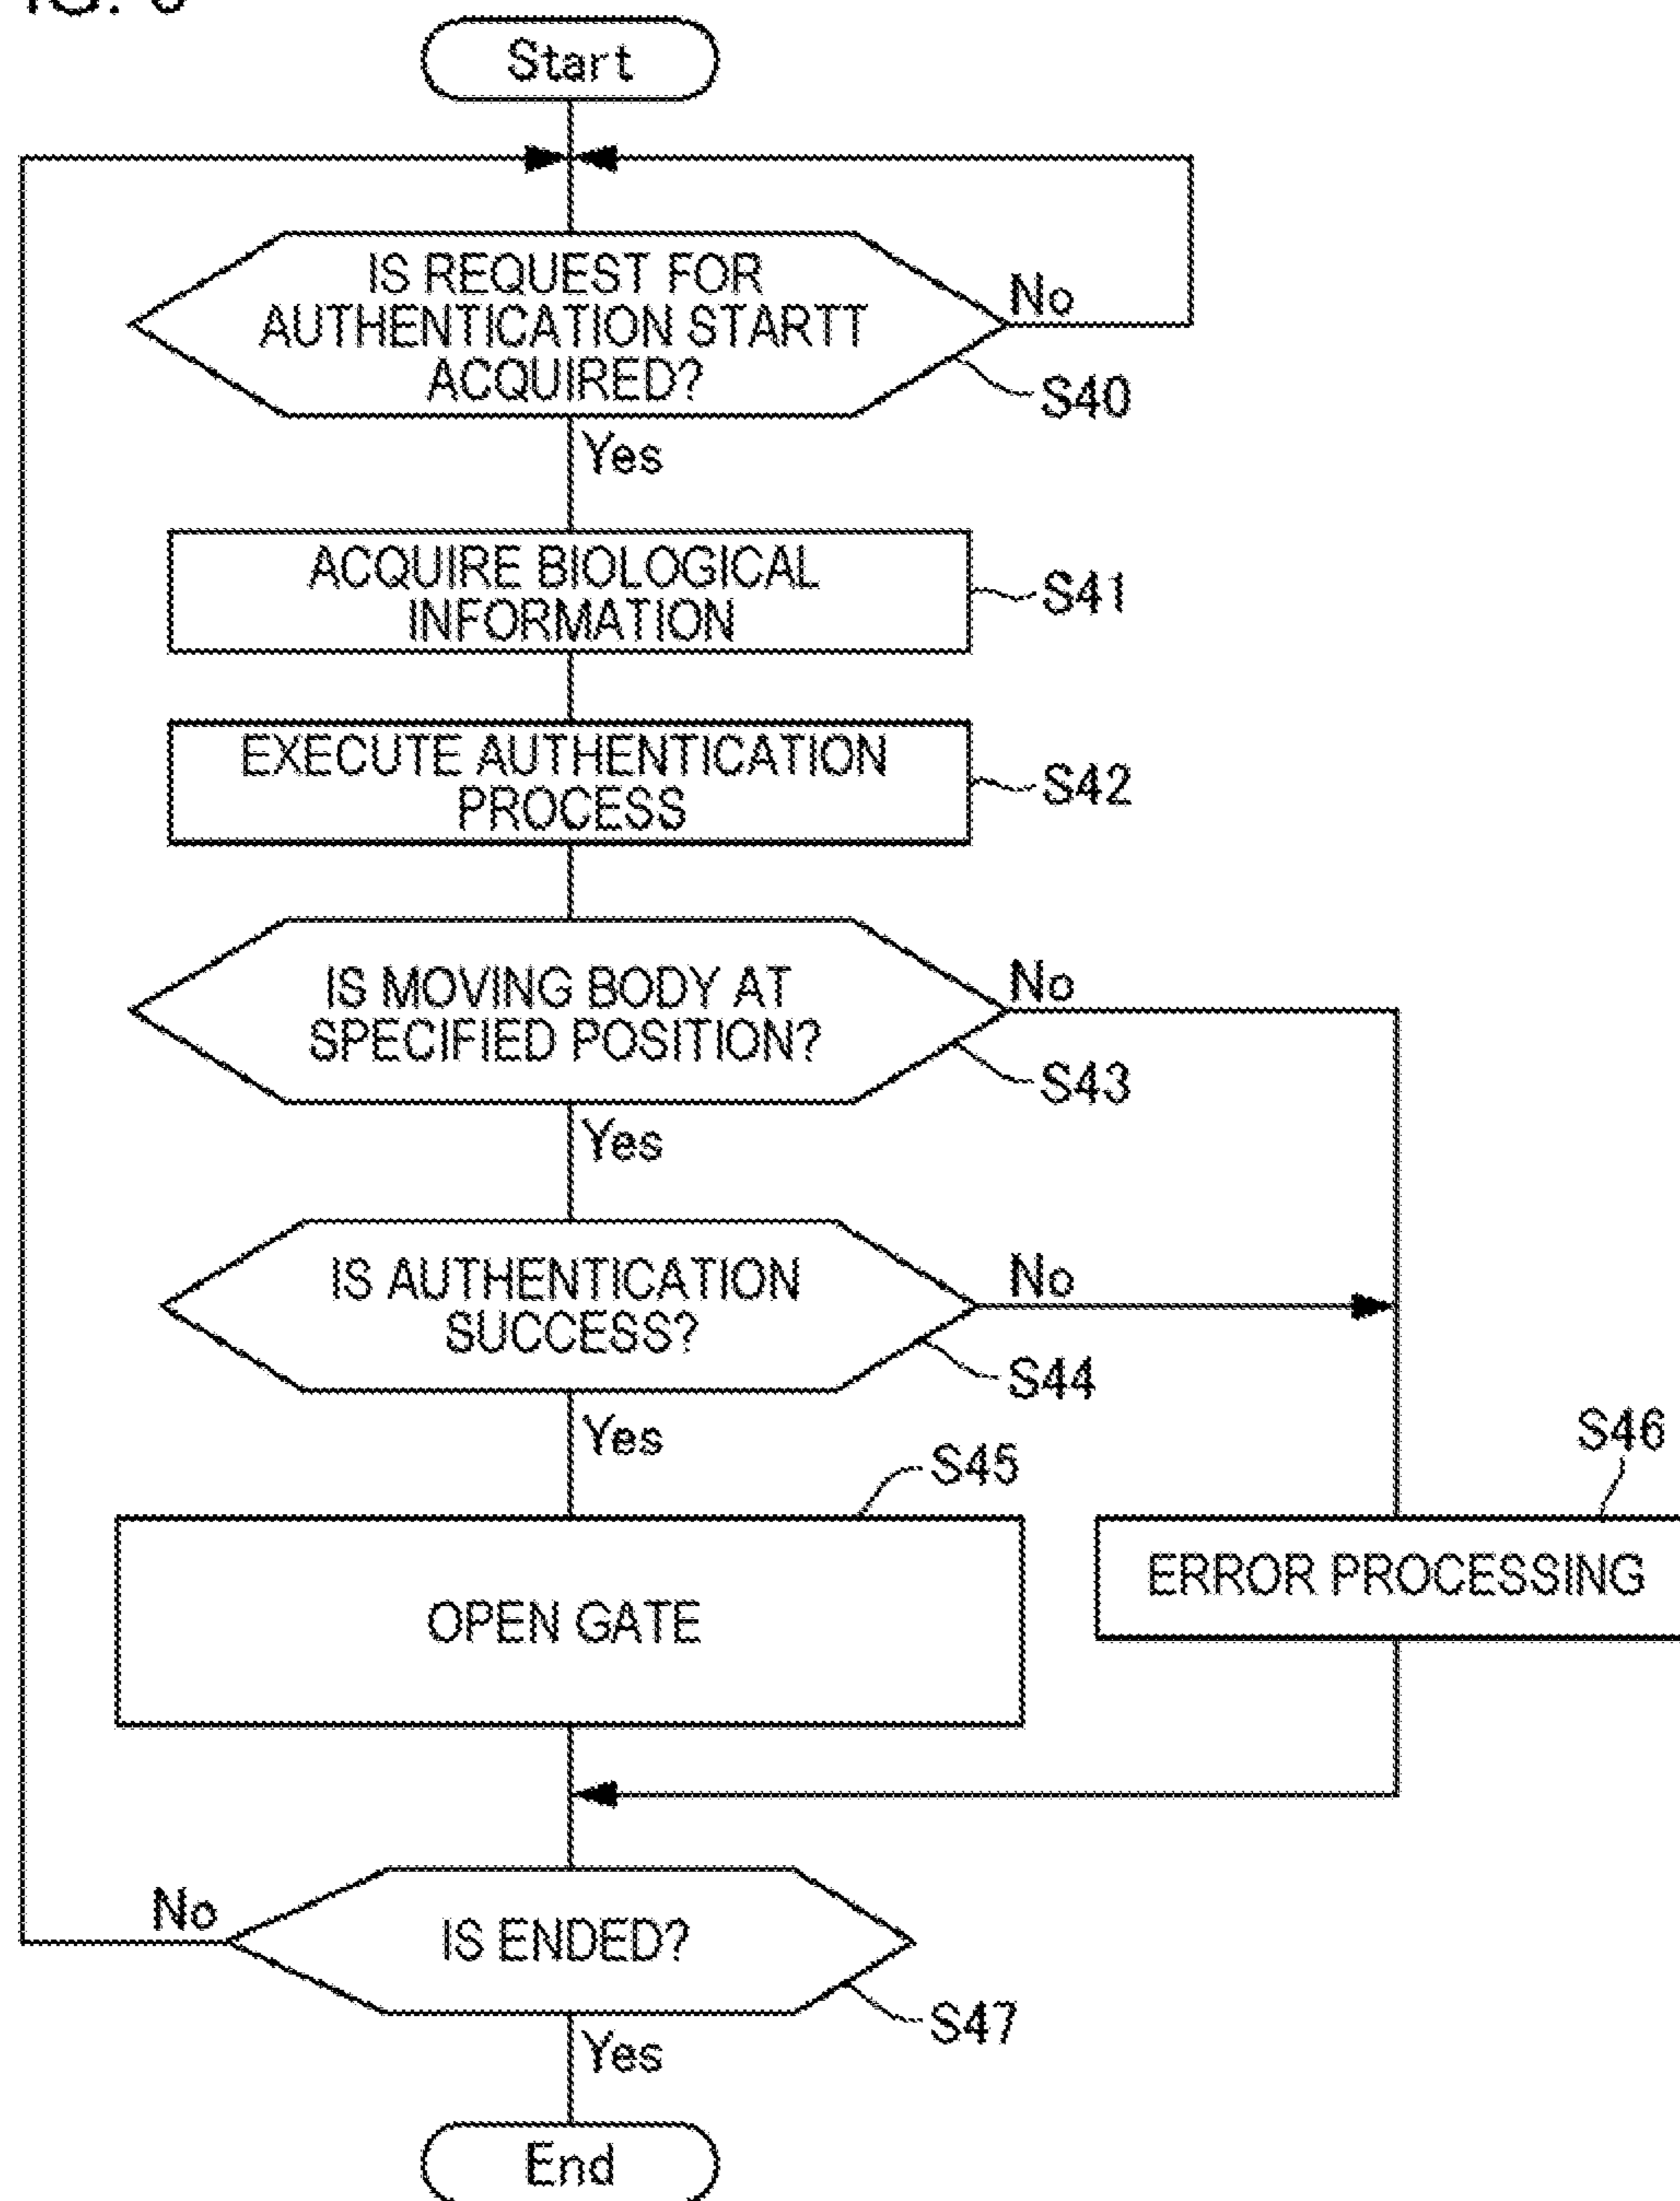 Start
IS REQUEST FOR
AUTHENTICATION STARTT
ACQUIRED?
No
S40
Yes
ACQUIRE BIOLOGICAL
INFORMATION
S41
EXECUTE AUTHENTICATION
PROCESS
S42
IS MOVING BODY AT
SPECIFIED POSITION?
No
S43
Yes
IS AUTHENTICATION
SUCCESS?
No
S44
Yes
S45
OPEN GATE
S46
ERROR PROCESSING
No
IS ENDED?
S47
Yes
End